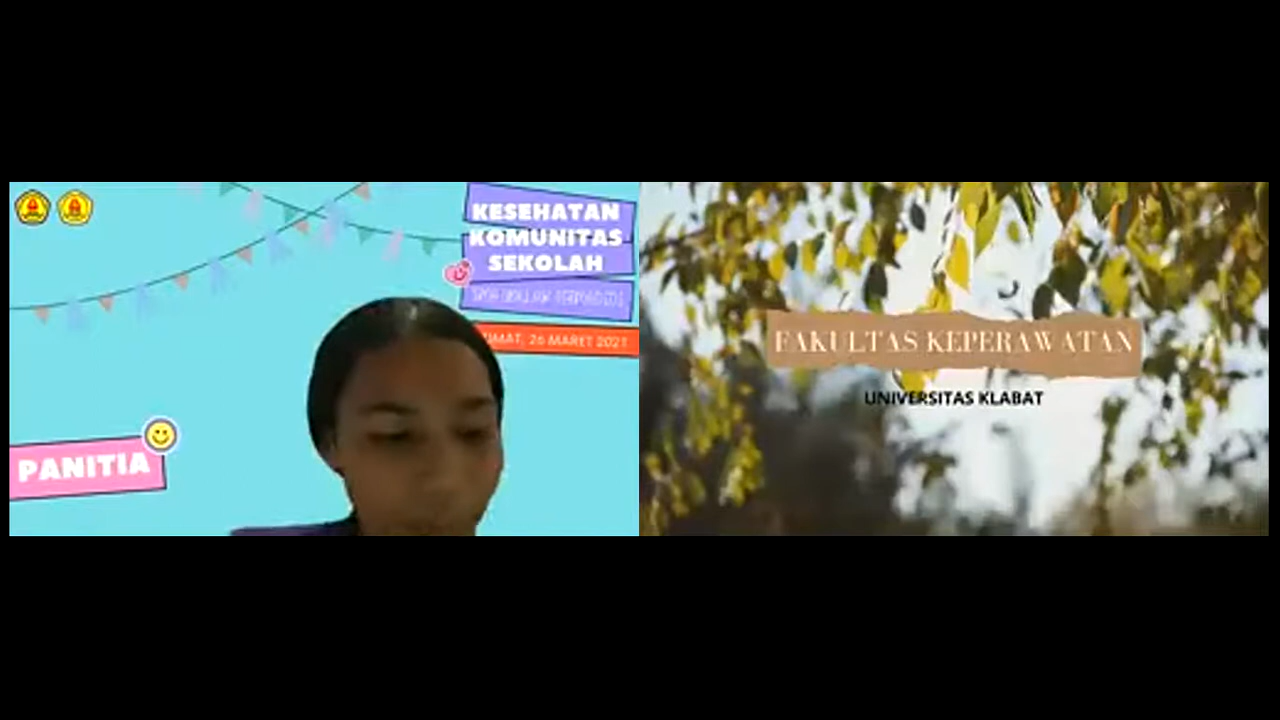 KESEHATAN
KOMUNITAS
SEKOLAH
26 MARET 2021
PANITIA
FAKULTAS KEPERAWATAN
UNIVERSITAS KLABAT